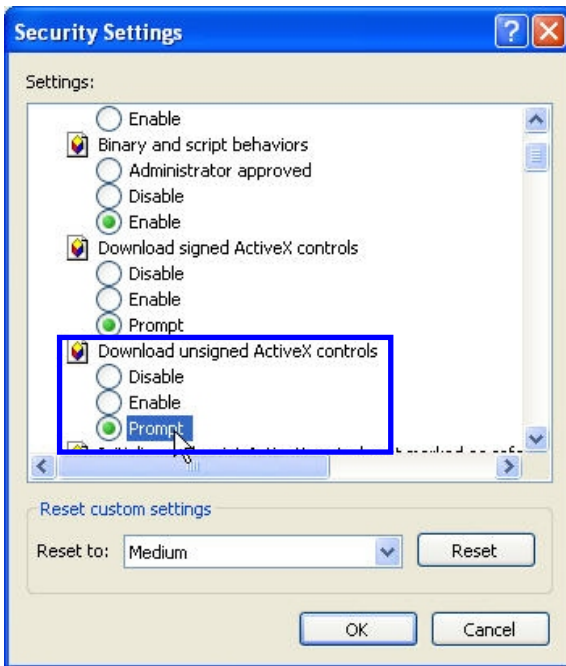 Security Settings
Settings:
Enable
Binary and script behaviors
Administrator approved
Disable
Enable
Download signed ActiveX controls
Disable
Enable
Prompt
Download unsigned ActiveX controls
Disable
Enable
Prompt
Reset custom settings
Reset to: Medium Reset
OK Cancel